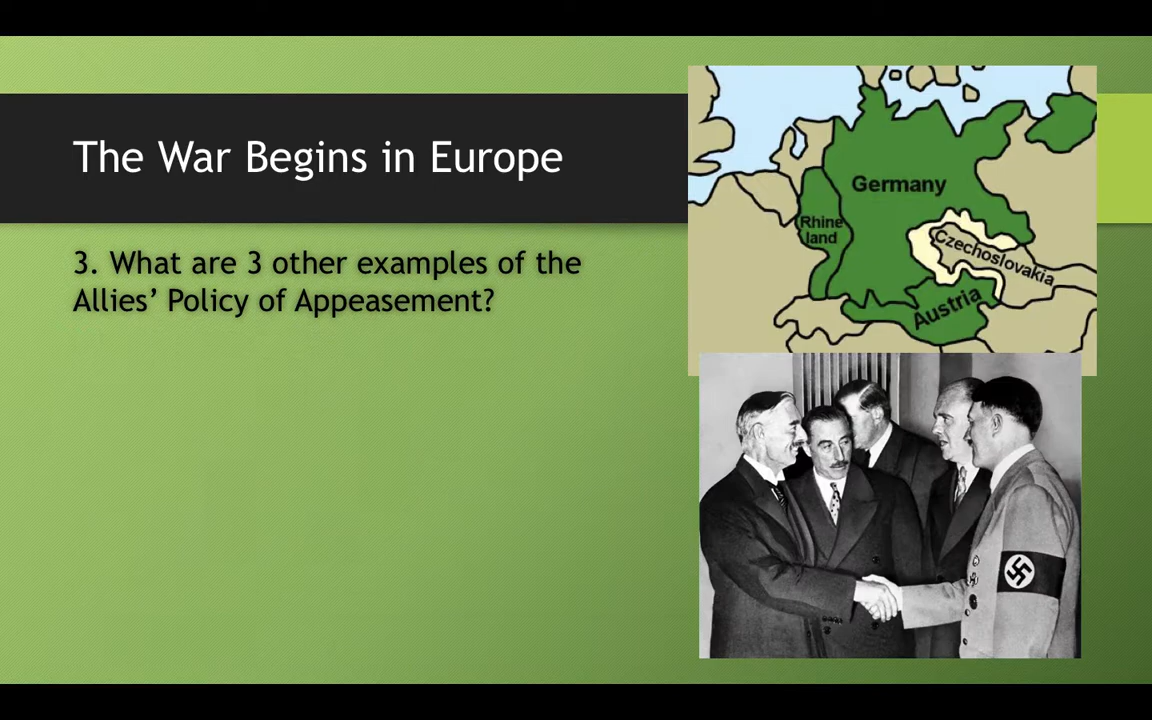 The War Begins in Europe
3. What are 3 other examples of the
Allies’ Policy of Appeasement?
Germany
Rhine
land
Czechoslovakia
Austria